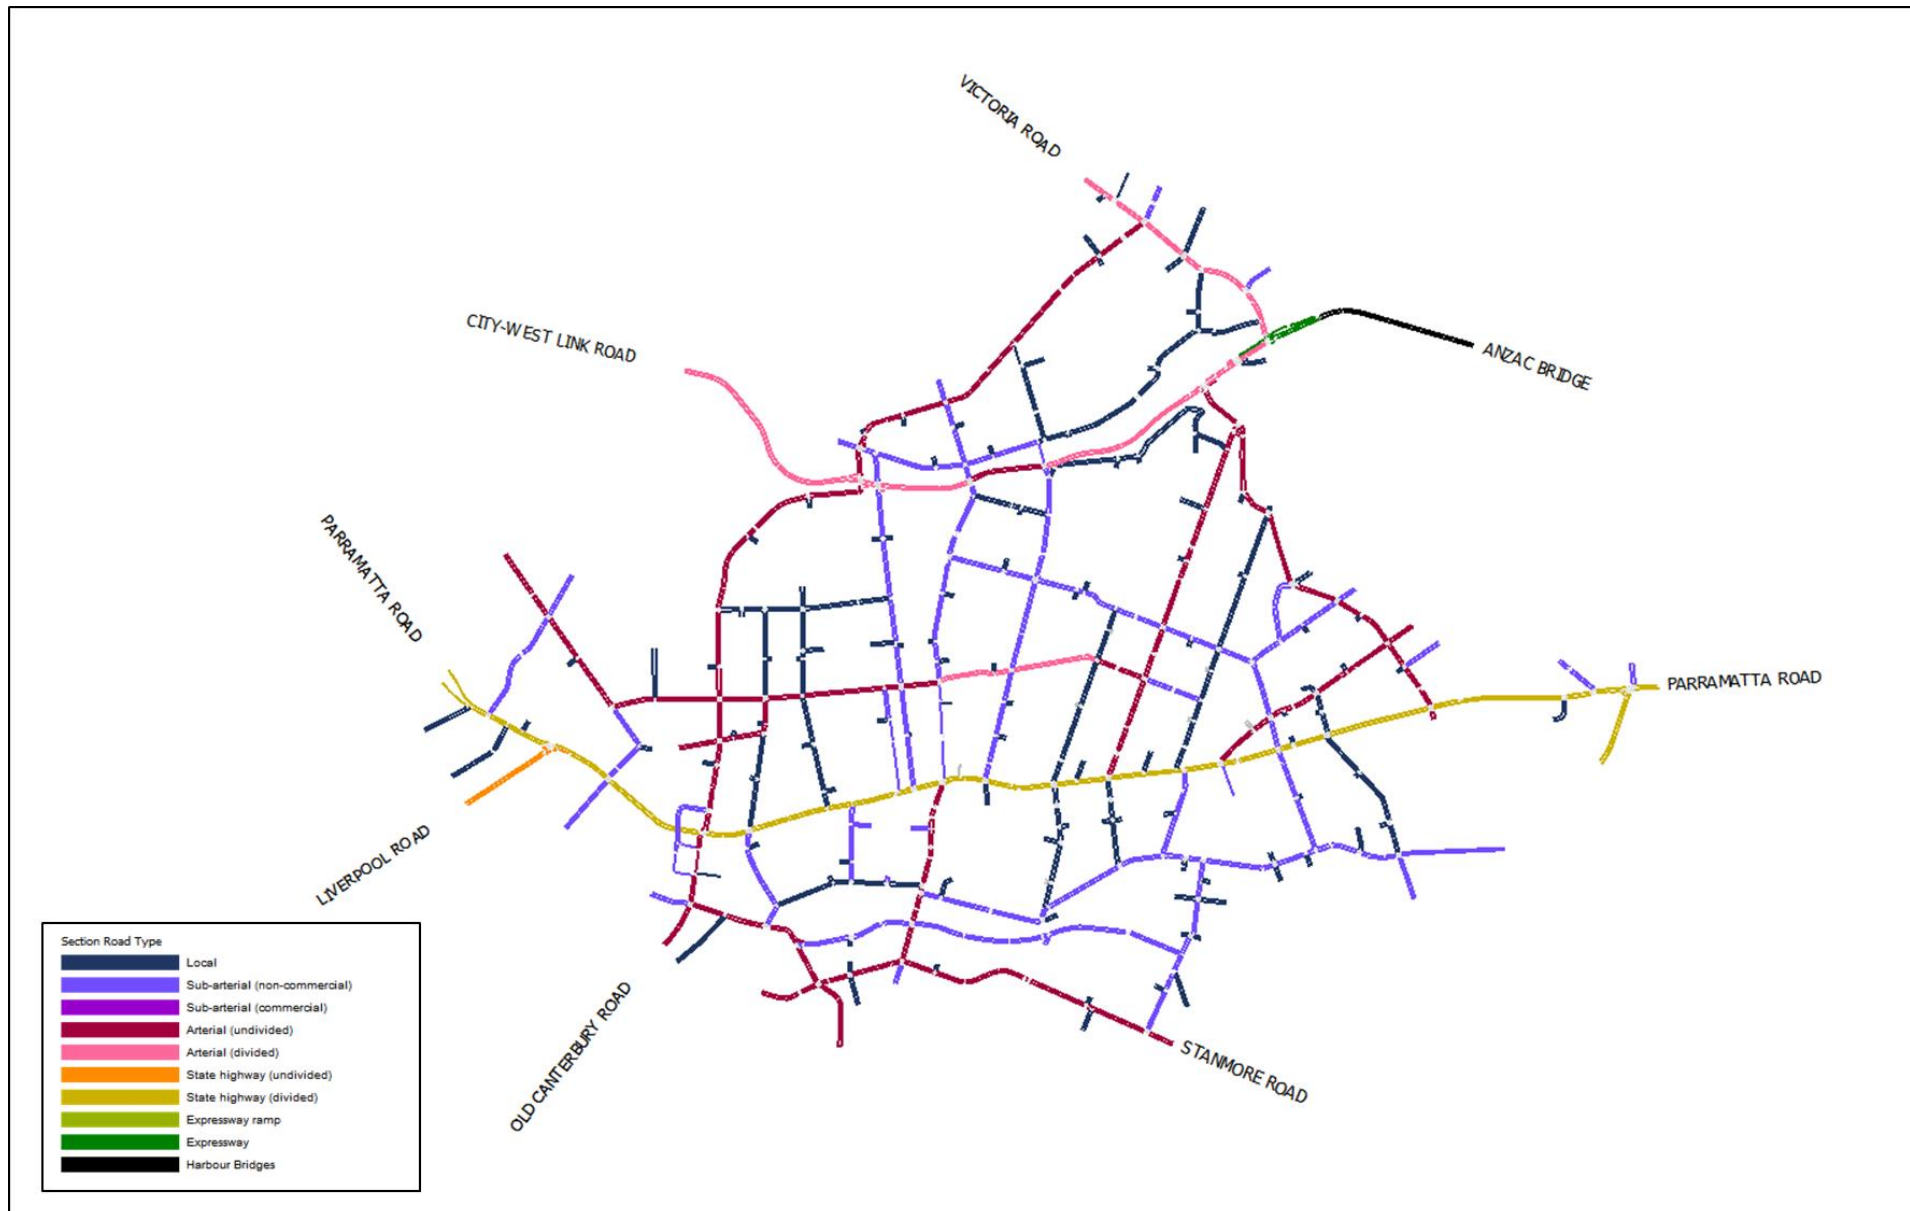 VICTORIA ROAD
CITY-WEST LINK ROAD
ANZAC BRIDGE
PARRAMATTA ROAD
PARRAMATTA ROAD
LIVERPOOL ROAD
OLD CANTERBURY ROAD
STANMORE ROAD
Section Road Type
Local
Sub-arterial (non-commercial)
Sub-arterial (commercial)
Arterial (undivided)
Arterial (divided)
State highway (undivided)
State highway (divided)
Expressway ramp
Expressway
Harbour Bridges